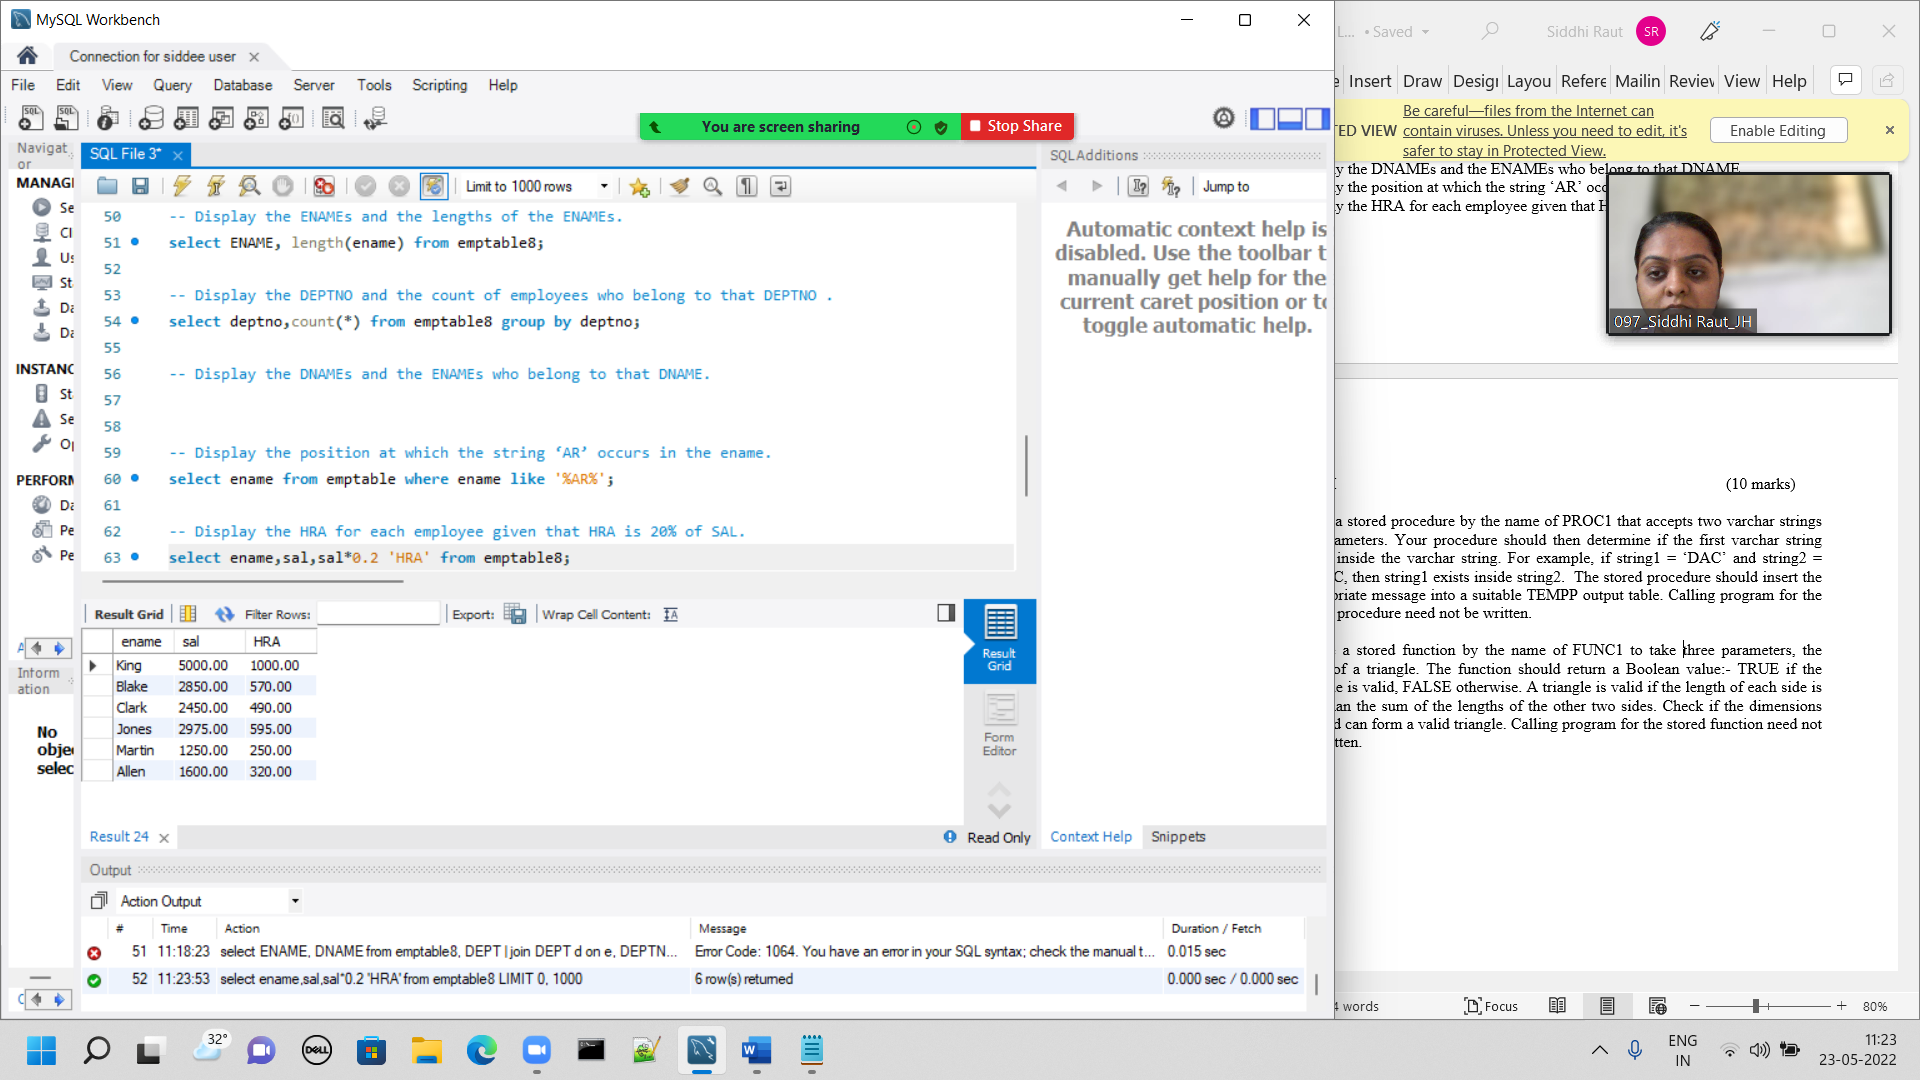 MySQL Workbench
Connection for siddee user
File Edit View Query Database Server Tools Scripting Help
You are screen sharing
Stop Share
Navigat
or
SQL File 3*
MANAGE
Limit to 1000 rows
50 -- Display the ENAMEs and the lengths of the ENAMEs.
51 select ENAME, length(ename) from emptable8;
52
53 -- Display the DEPTNO and the count of employees who belong to that DEPTNO .
54 select deptno,count(*) from emptable8 group by deptno;
55
56 -- Display the DNAMEs and the ENAMEs who belong to that DNAME.
57
58
59 -- Display the position at which the string ‘AR’ occurs in the ename.
60 select ename from emptable where ename like '%AR%';
61
62 -- Display the HRA for each employee given that HRA is 20% of SAL.
63 select ename,sal,sal*0.2 'HRA' from emptable8;
Se
Cl
Us
St
Da
Da
INSTANC
St
Se
Op
PERFORM
Da
Pe
Pe
Inform
ation
No
objec
selec
Result Grid Filter Rows: Export: Wrap Cell Content:
ename sal HRA
King 5000.00 1000.00
Blake 2850.00 570.00
Clark 2450.00 490.00
Jones 2975.00 595.00
Martin 1250.00 250.00
Allen 1600.00 320.00
Result
Grid
Form
Editor
Result 24
Read Only
SQLAdditions
Jump to
Automatic context help is
disabled. Use the toolbar t
manually get help for the
current caret position or to
toggle automatic help.
Context Help Snippets
Output
Action Output
# Time Action Message Duration / Fetch
51 11:18:23 select ENAME, DNAME from emptable8, DEPT | join DEPT d on e, DEPTN... Error Code: 1064. You have an error in your SQL syntax; check the manual t... 0.015 sec
52 11:23:53 select ename,sal,sal*0.2 'HRA' from emptable8 LIMIT 0, 1000 6 row(s) returned 0.000 sec / 0.000 sec
L... • Saved
Siddhi Raut SR
Insert Draw Desigi Layou Refere Mailin Reviev View Help
TED VIEW Be careful—files from the Internet can
contain viruses. Unless you need to edit, it's
safer to stay in Protected View.
Enable Editing
y the DNAMEs and the ENAMEs who belong to that DNAME
y the position at which the string ‘AR’ occ
y the HRA for each employee given that H
097_Siddhi Raut_JH
(10 marks)
a stored procedure by the name of PROC1 that accepts two varchar strings
ameters. Your procedure should then determine if the first varchar string
inside the varchar string. For example, if string1 = ‘DAC’ and string2 =
C, then string1 exists inside string2. The stored procedure should insert the
priate message into a suitable TEMPP output table. Calling program for the
procedure need not be written.
a stored function by the name of FUNC1 to take three parameters, the
of a triangle. The function should return a Boolean value:- TRUE if the
e is valid, FALSE otherwise. A triangle is valid if the length of each side is
an the sum of the lengths of the other two sides. Check if the dimensions
d can form a valid triangle. Calling program for the stored function need not
tten.
words
Focus
80%
32°
DELL
ENG
IN
11:23
23-05-2022